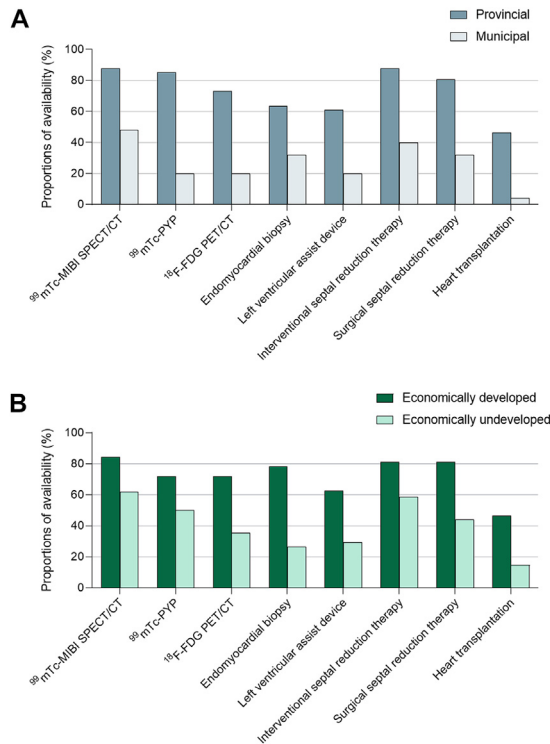 A
Provincial
Municipal
Proportions of availability (%)
100
80
60
40
20
0
99mTc-MIBI SPECT/CT
99mTc-PYP
18F-FDG PET/CT
Endomyocardial biopsy
Left ventricular assist device
Interventional septal reduction therapy
Surgical septal reduction therapy
Heart transplantation
B
Economically developed
Economically undeveloped
Proportions of availability (%)
100
80
60
40
20
0
99mTc-MIBI SPECT/CT
99mTc-PYP
18F-FDG PET/CT
Endomyocardial biopsy
Left ventricular assist device
Interventional septal reduction therapy
Surgical septal reduction therapy
Heart transplantation